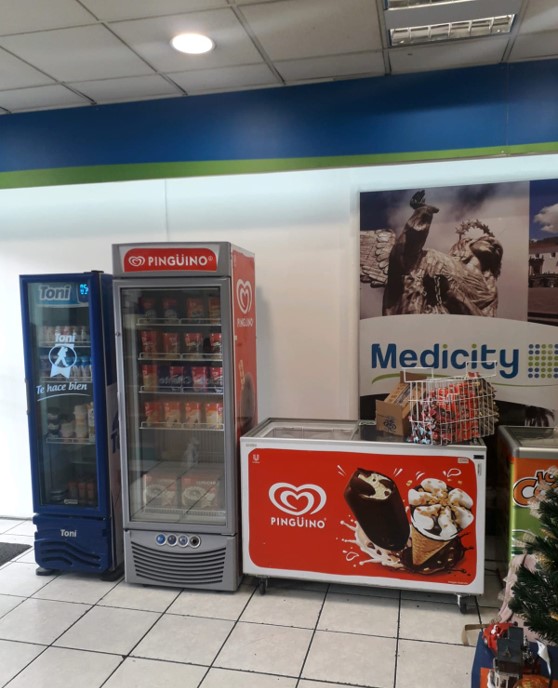 Toni
Toni
Te hace bien
Toni
PINGÜINO®
PINGÜINO
PINGÜINO
Medicity